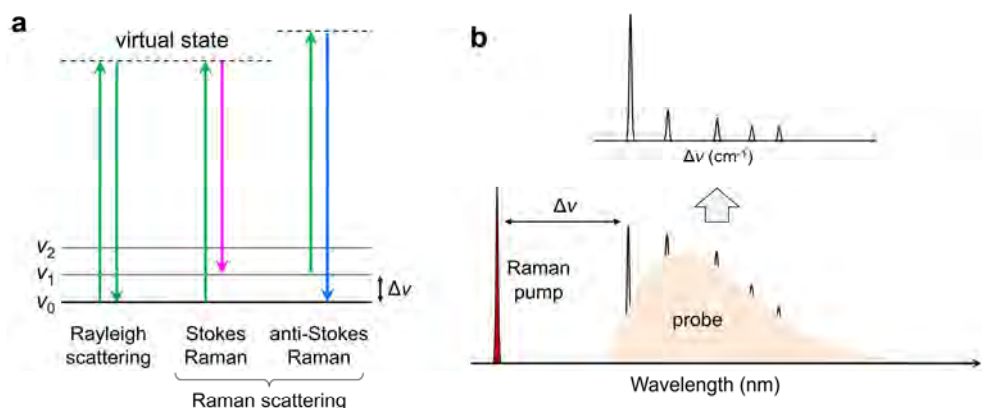 a
virtual state
v₂
v₁
v₀
Δv
Rayleigh
scattering
Stokes
Raman
anti-Stokes
Raman
Raman scattering
b
Δv (cm⁻¹)
Δv
Raman
pump
probe
Wavelength (nm)